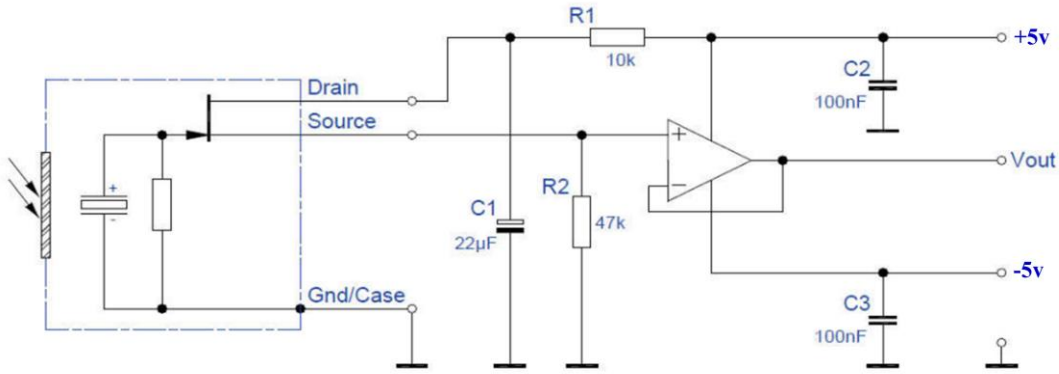 R1
10k
+5v
C2
100nF
Drain
Source
+
-
Vout
+
-
R2
47k
C1
22µF
-5v
Gnd/Case
C3
100nF